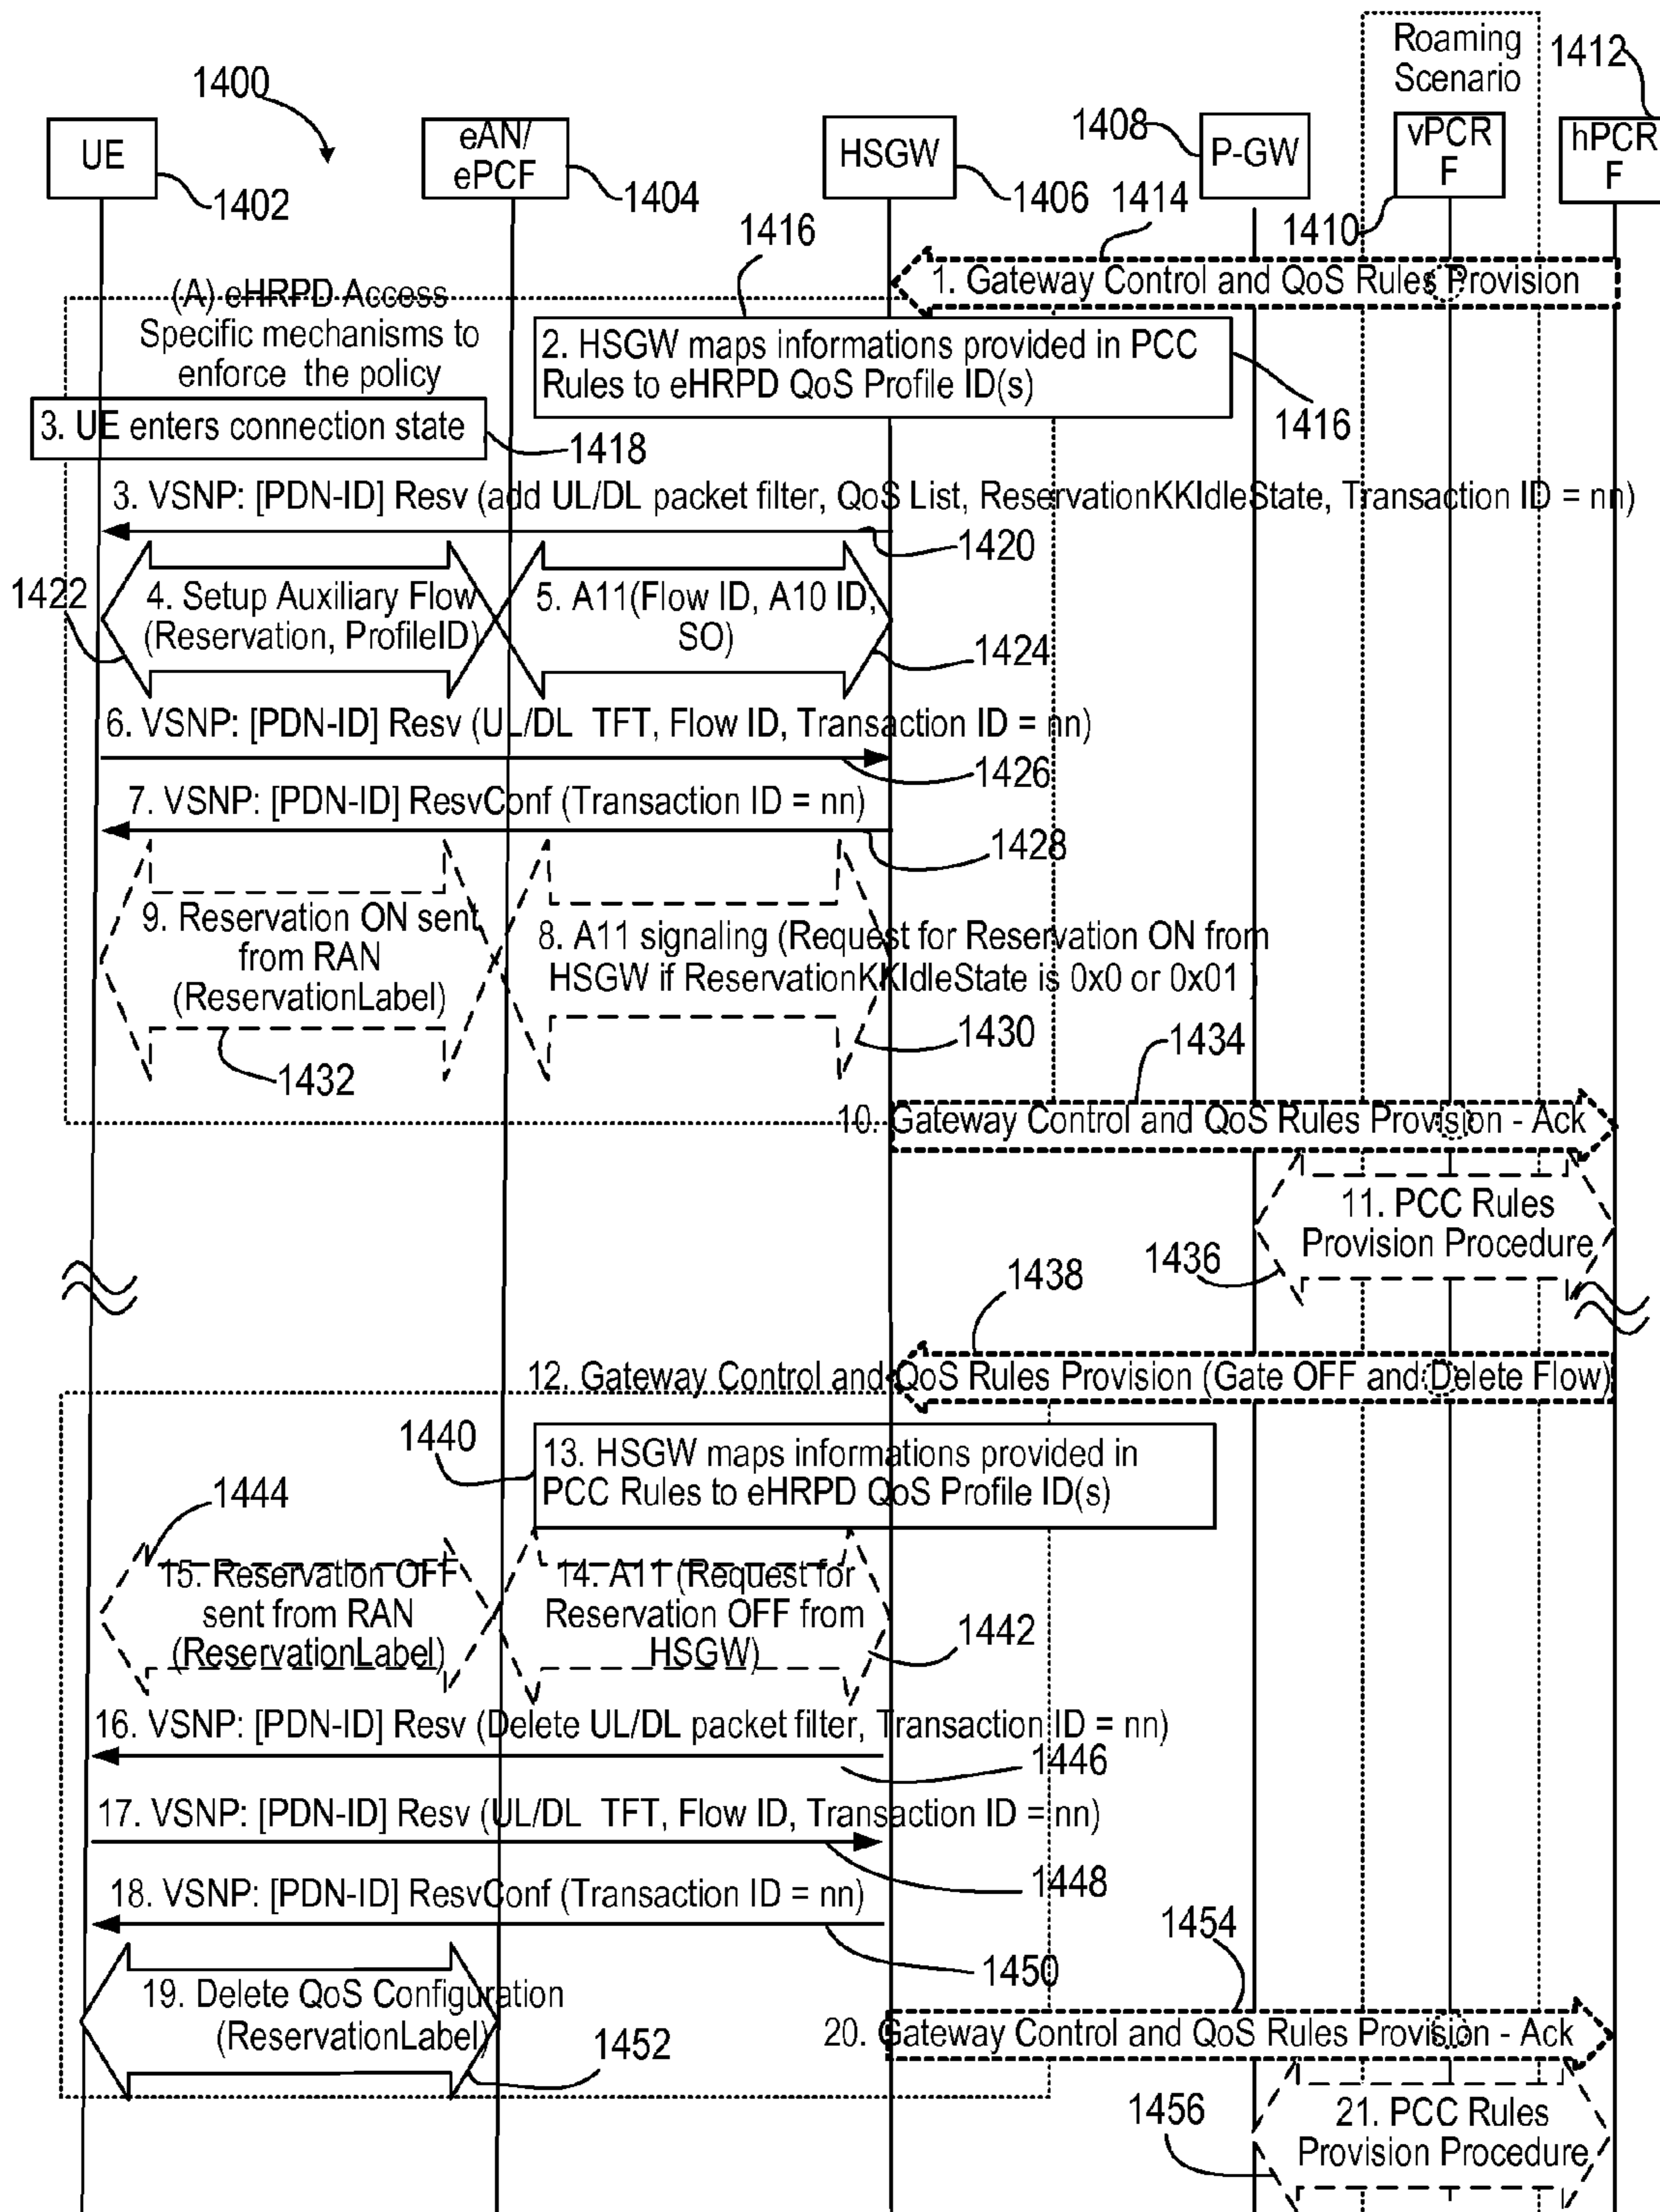 Roaming
Scenario
1412
1400
UE
eAN/
ePCF
HSGW
1408
P-GW
vPCR
F
hPCR
F
1402
1404
1406
1414
1410
1416
1. Gateway Control and QoS Rules Provision
(A) eHRPD Access
Specific mechanisms to
enforce the policy
2. HSGW maps informations provided in PCC
Rules to eHRPD QoS Profile ID(s)
1416
3. UE enters connection state
1418
3. VSNP: [PDN-ID] Resv (add UL/DL packet filter, QoS List, ReservationKKIdleState, Transaction ID = nn)
1420
1422
4. Setup Auxiliary Flow
(Reservation, ProfileID)
5. A11(Flow ID, A10 ID,
SO)
1424
6. VSNP: [PDN-ID] Resv (UL/DL TFT, Flow ID, Transaction ID = nn)
1426
7. VSNP: [PDN-ID] ResvConf (Transaction ID = nn)
1428
9. Reservation ON sent
from RAN
(ReservationLabel)
8. A11 signaling (Request for Reservation ON from
HSGW if ReservationKKIdleState is 0x0 or 0x01 )
1430
1432
1434
10. Gateway Control and QoS Rules Provision - Ack
11. PCC Rules
Provision Procedure
1436
1438
12. Gateway Control and QoS Rules Provision (Gate OFF and Delete Flow)
1440
13. HSGW maps informations provided in
PCC Rules to eHRPD QoS Profile ID(s)
1444
15. Reservation OFF
sent from RAN
(ReservationLabel)
14. A11 (Request for
Reservation OFF from
HSGW)
1442
16. VSNP: [PDN-ID] Resv (Delete UL/DL packet filter, Transaction ID = nn)
1446
17. VSNP: [PDN-ID] Resv (UL/DL TFT, Flow ID, Transaction ID = nn)
1448
18. VSNP: [PDN-ID] ResvConf (Transaction ID = nn)
1450
1454
19. Delete QoS Configuration
(ReservationLabel)
1452
20. Gateway Control and QoS Rules Provision - Ack
1456
21. PCC Rules
Provision Procedure